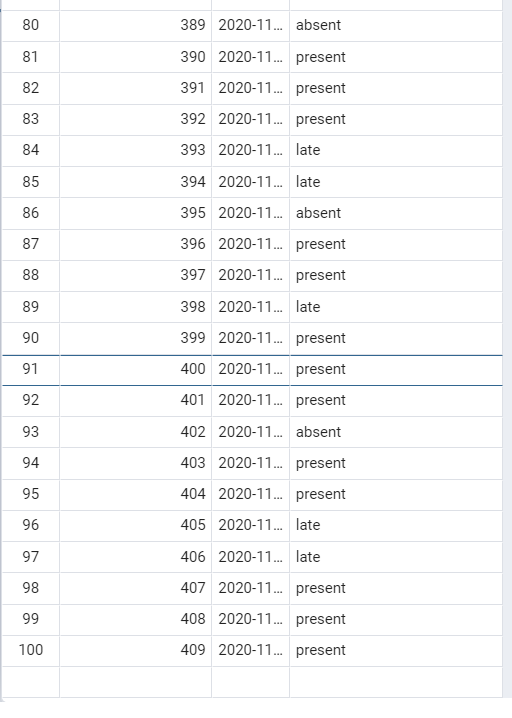 80 389 2020-11... absent
81 390 2020-11... present
82 391 2020-11... present
83 392 2020-11... present
84 393 2020-11... late
85 394 2020-11... late
86 395 2020-11... absent
87 396 2020-11... present
88 397 2020-11... present
89 398 2020-11... late
90 399 2020-11... present
91 400 2020-11... present
92 401 2020-11... present
93 402 2020-11... absent
94 403 2020-11... present
95 404 2020-11... present
96 405 2020-11... late
97 406 2020-11... late
98 407 2020-11... present
99 408 2020-11... present
100 409 2020-11... present